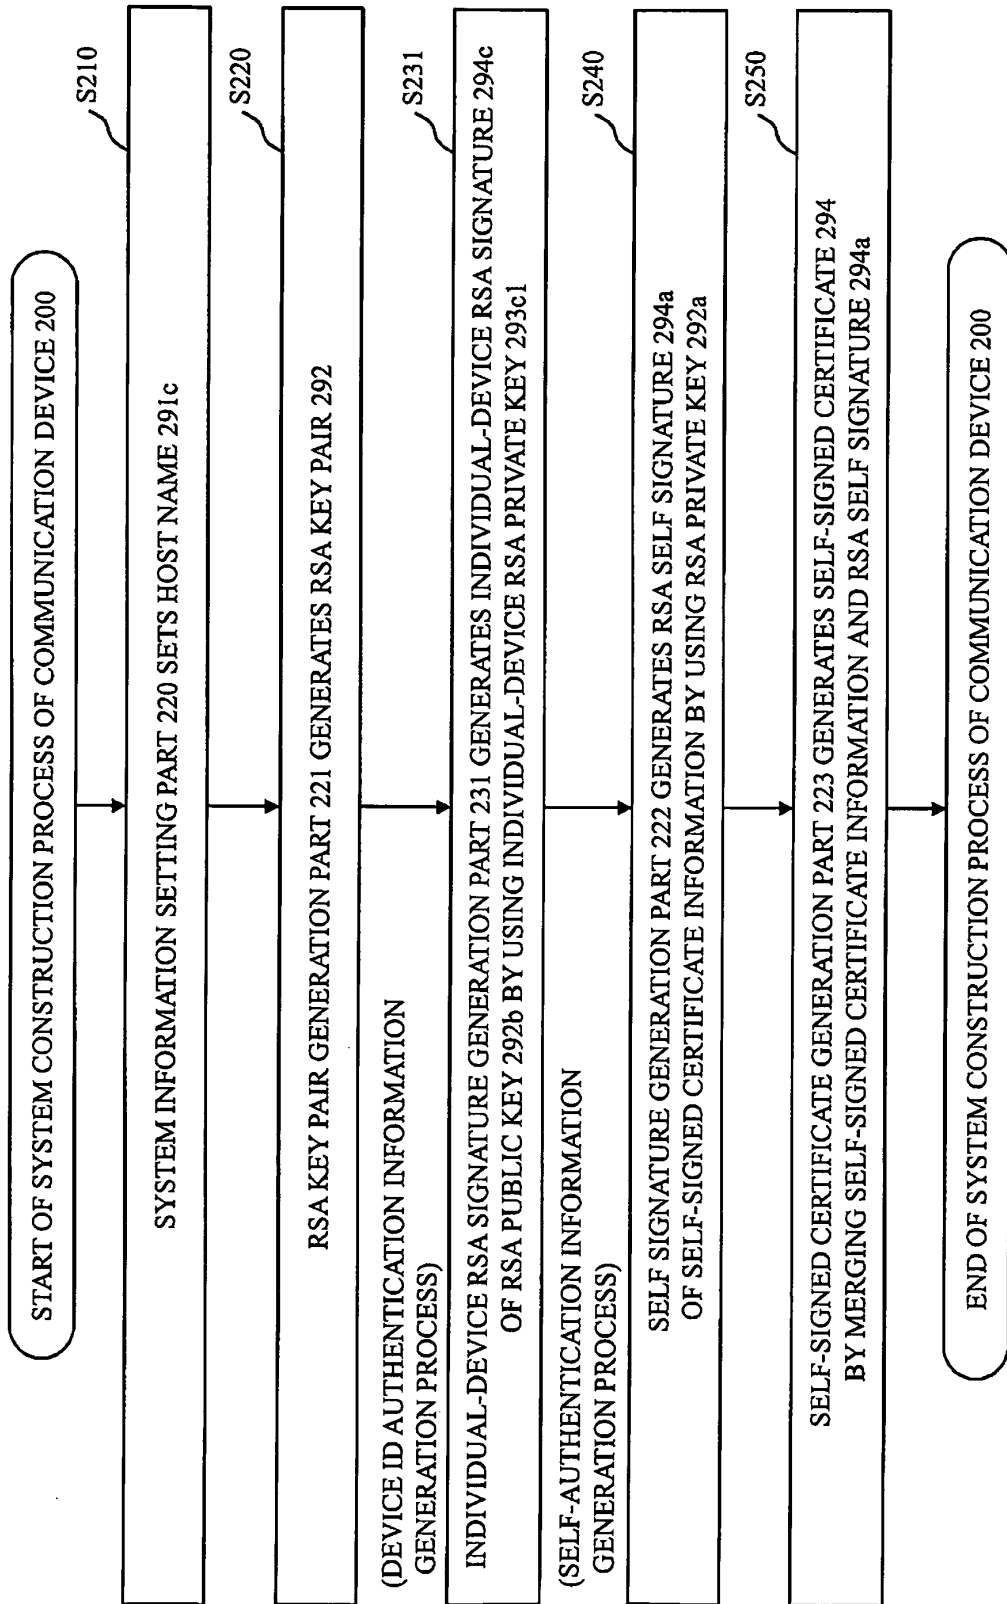 START OF SYSTEM CONSTRUCTION PROCESS OF COMMUNICATION DEVICE 200
S210
SYSTEM INFORMATION SETTING PART 220 SETS HOST NAME 291c
S220
RSA KEY PAIR GENERATION PART 221 GENERATES RSA KEY PAIR 292
(DEVICE ID AUTHENTICATION INFORMATION
GENERATION PROCESS)
S231
INDIVIDUAL-DEVICE RSA SIGNATURE GENERATION PART 231 GENERATES INDIVIDUAL-DEVICE RSA SIGNATURE 294c
OF RSA PUBLIC KEY 292b BY USING INDIVIDUAL-DEVICE RSA PRIVATE KEY 293c1
(SELF-AUTHENTICATION INFORMATION
GENERATION PROCESS)
S240
SELF SIGNATURE GENERATION PART 222 GENERATES RSA SELF SIGNATURE 294a
OF SELF-SIGNED CERTIFICATE INFORMATION BY USING RSA PRIVATE KEY 292a
S250
SELF-SIGNED CERTIFICATE GENERATION PART 223 GENERATES SELF-SIGNED CERTIFICATE 294
BY MERGING SELF-SIGNED CERTIFICATE INFORMATION AND RSA SELF SIGNATURE 294a
END OF SYSTEM CONSTRUCTION PROCESS OF COMMUNICATION DEVICE 200